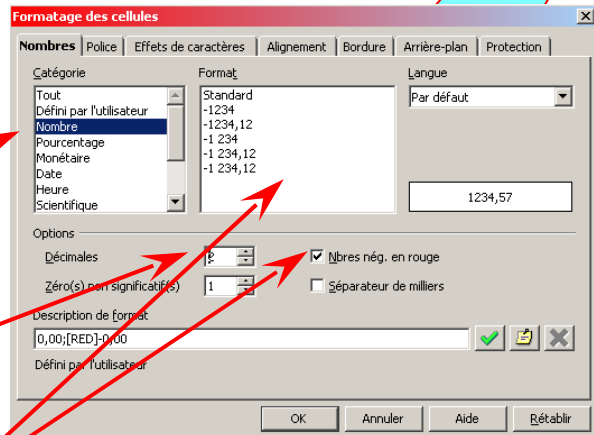 Formatage des cellules
Nombres Police Effets de caractères Alignement Bordure Arrière-plan Protection
Catégorie Format Langue
Tout
Défini par l'utilisateur
Nombre
Pourcentage
Monétaire
Date
Heure
Scientifique
Standard
-1234
-1234,12
-1 234
-1 234,12
-1 234,12
Par défaut
1234,57
Options
Décimales Nbres nég. en rouge
Zéro(s) non significatif(s) 1 Séparateur de milliers
Description de format
0,00;[RED]-0,00
Défini par l'utilisateur
OK Annuler Aide Rétablir